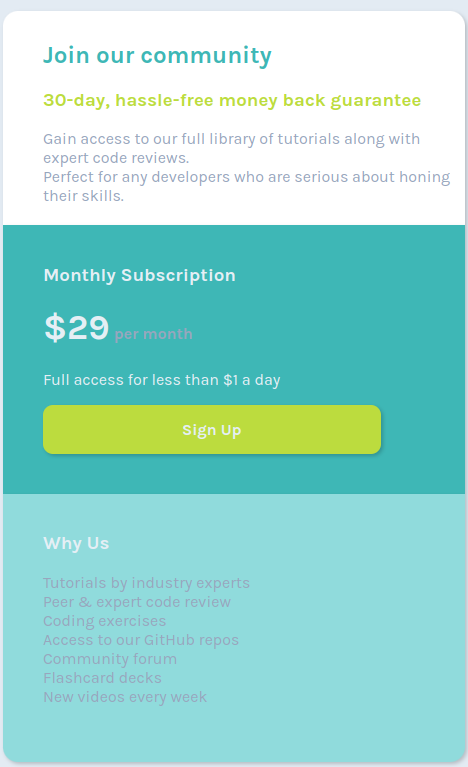 Join our community
30-day, hassle-free money back guarantee
Gain access to our full library of tutorials along with
expert code reviews.
Perfect for any developers who are serious about honing
their skills.
Monthly Subscription
$29 per month
Full access for less than $1 a day
Sign Up
Why Us
Tutorials by industry experts
Peer & expert code review
Coding exercises
Access to our GitHub repos
Community forum
Flashcard decks
New videos every week